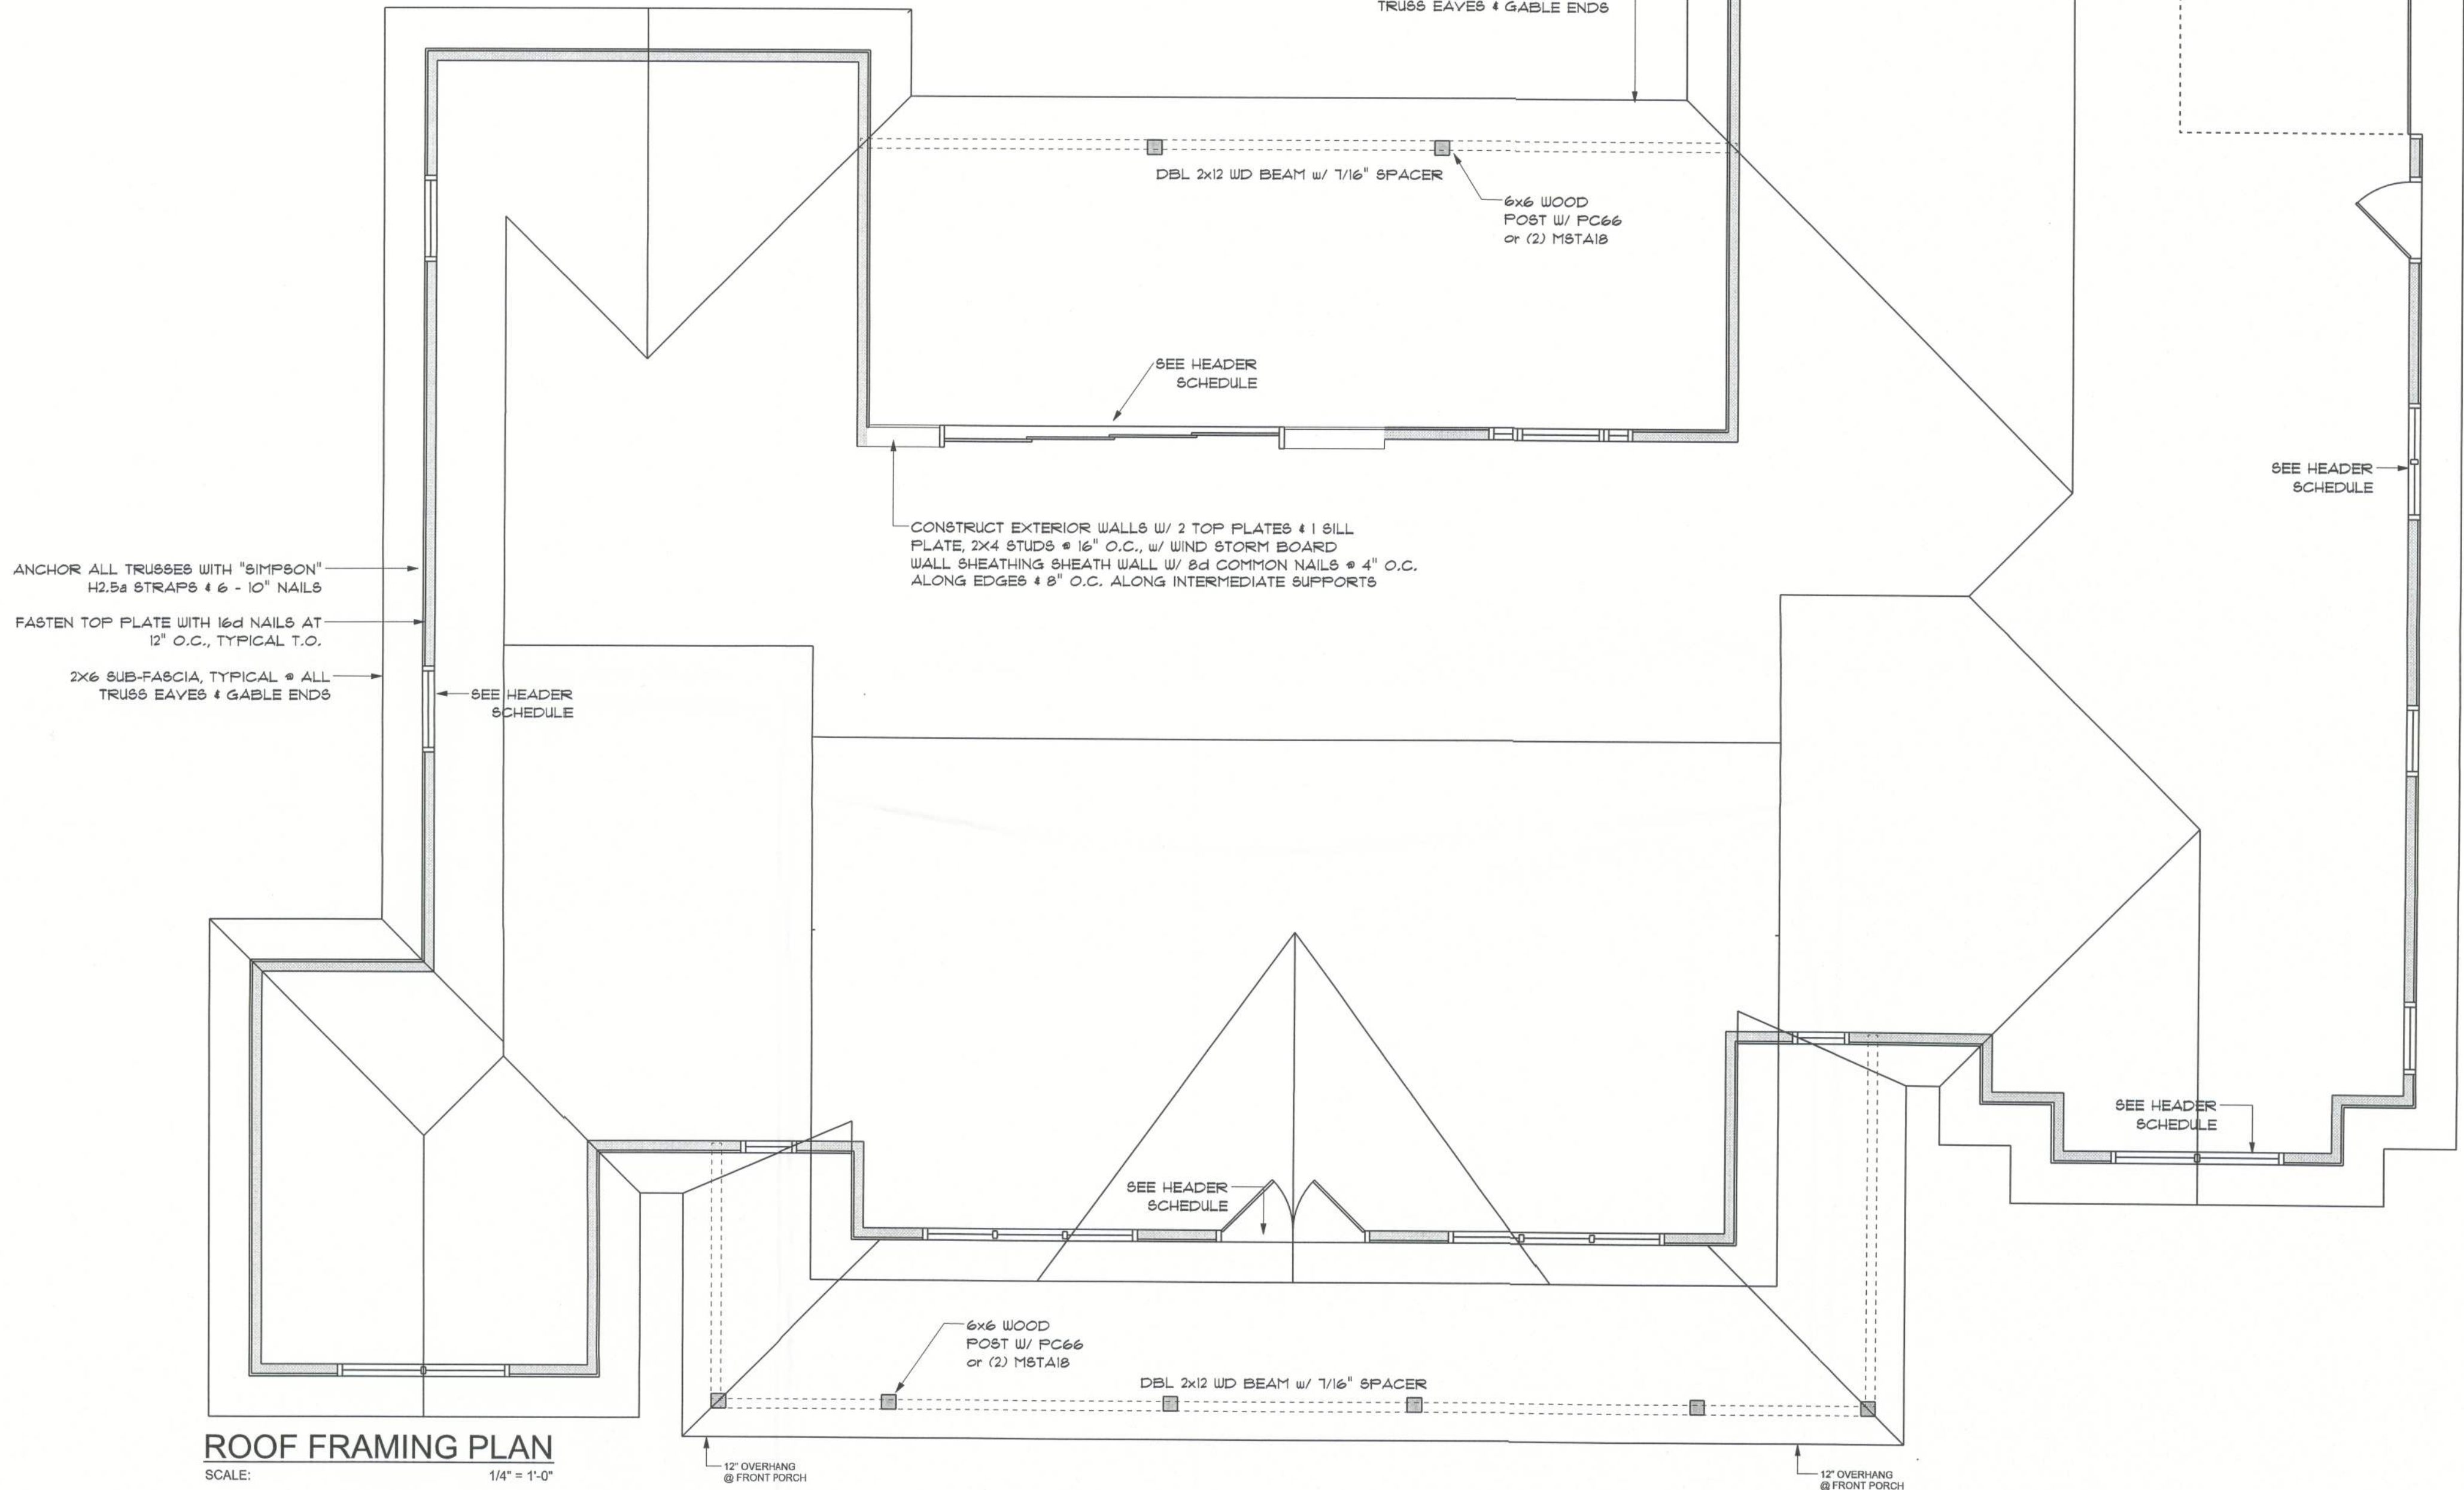 TRUSS EAVES & GABLE ENDS
DBL 2x12 WD BEAM w/ 7/16" SPACER
6x6 WOOD
POST W/ PC66
or (2) MSTA18
SEE HEADER
SCHEDULE
SEE HEADER
SCHEDULE
CONSTRUCT EXTERIOR WALLS W/ 2 TOP PLATES & 1 SILL
PLATE, 2X4 STUDS @ 16" O.C., w/ WIND STORM BOARD
WALL SHEATHING SHEATH WALL W/ 8d COMMON NAILS @ 4" O.C.
ALONG EDGES & 8" O.C. ALONG INTERMEDIATE SUPPORTS
ANCHOR ALL TRUSSES WITH "SIMPSON"
H2.5a STRAPS & 6 - 10" NAILS
FASTEN TOP PLATE WITH 16d NAILS AT
12" O.C., TYPICAL T.O.
2X6 SUB-FASCIA, TYPICAL @ ALL
TRUSS EAVES & GABLE ENDS
SEE HEADER
SCHEDULE
SEE HEADER
SCHEDULE
SEE HEADER
SCHEDULE
6x6 WOOD
POST W/ PC66
or (2) MSTA18
DBL 2x12 WD BEAM w/ 7/16" SPACER
ROOF FRAMING PLAN
SCALE: 1/4" = 1'-0"
12" OVERHANG
@ FRONT PORCH
12" OVERHANG
@ FRONT PORCH